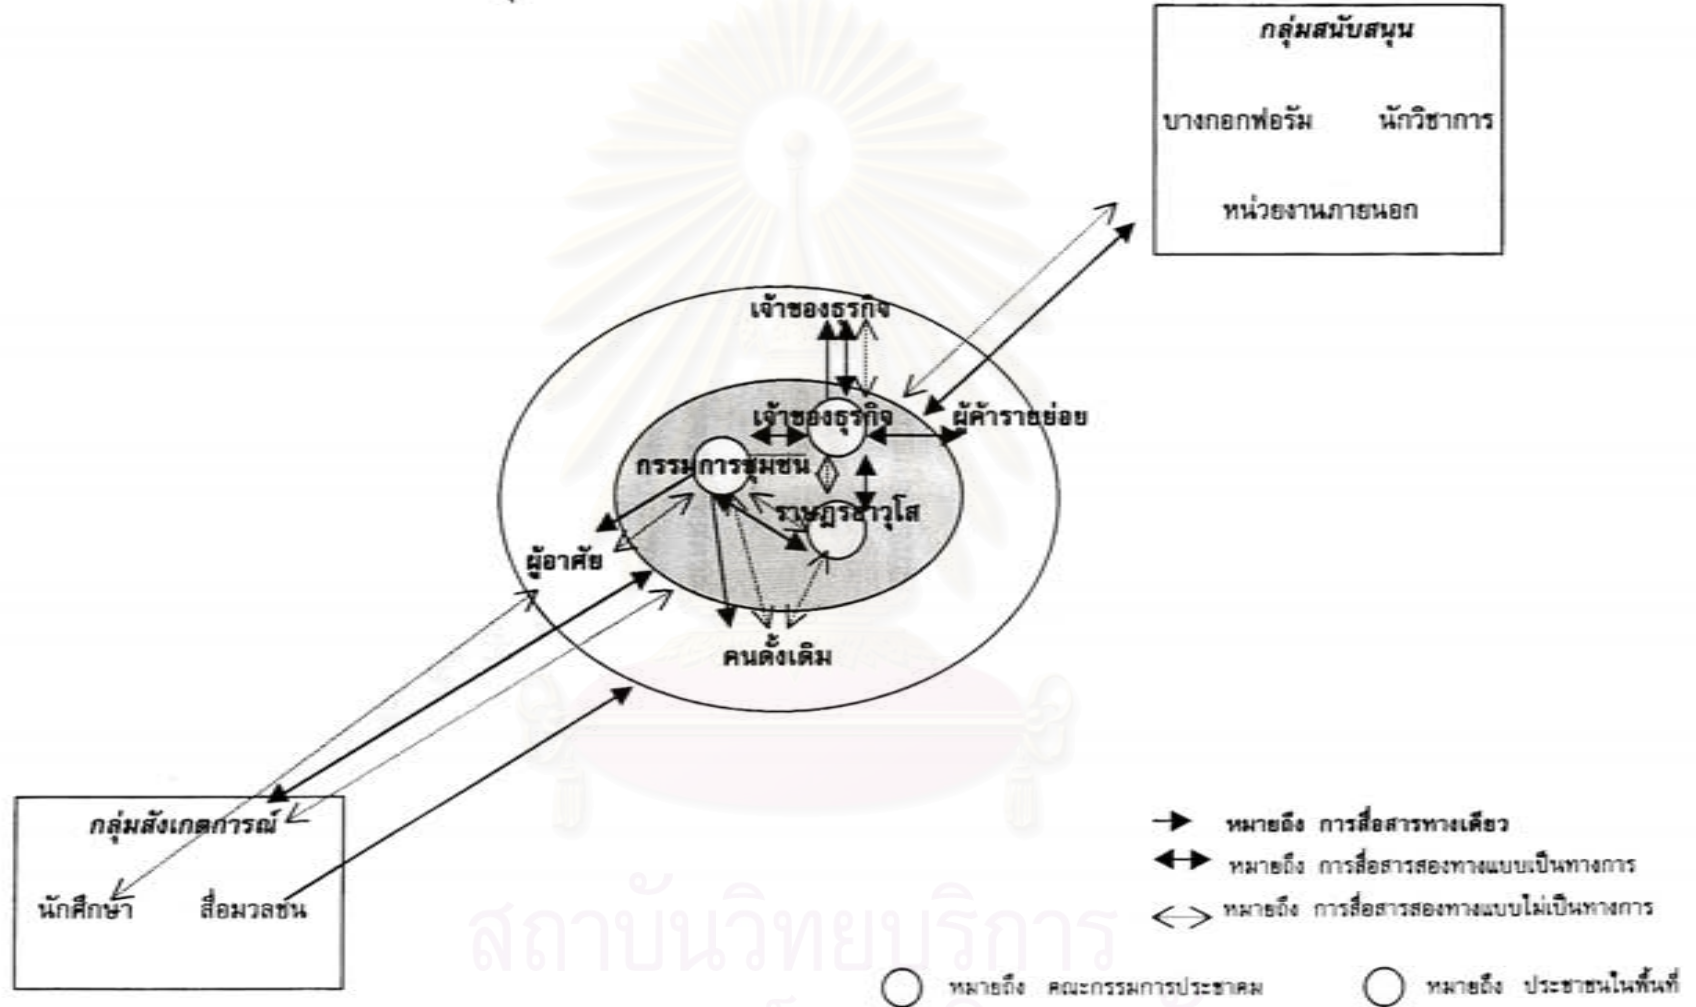 กลุ่มสนับสนุน
บางกอกฟอรัม นักวิชาการ
หน่วยงานภายนอก
เจ้าของธุรกิจ
เจ้าของธุรกิจ ผู้ค้ารายย่อย
กรรมการชุมชน
ราษฎรอาวุโส
ผู้อาศัย
คนดั้งเดิม
กลุ่มสังเกตการณ์
นักศึกษา สื่อมวลชน
หมายถึง การสื่อสารทางเดียว
หมายถึง การสื่อสารสองทางแบบเป็นทางการ
หมายถึง การสื่อสารสองทางแบบไม่เป็นทางการ
สถาบันวิทยบริการ
หมายถึง คณะกรรมการประชาคม หมายถึง ประชาชนในพื้นที่